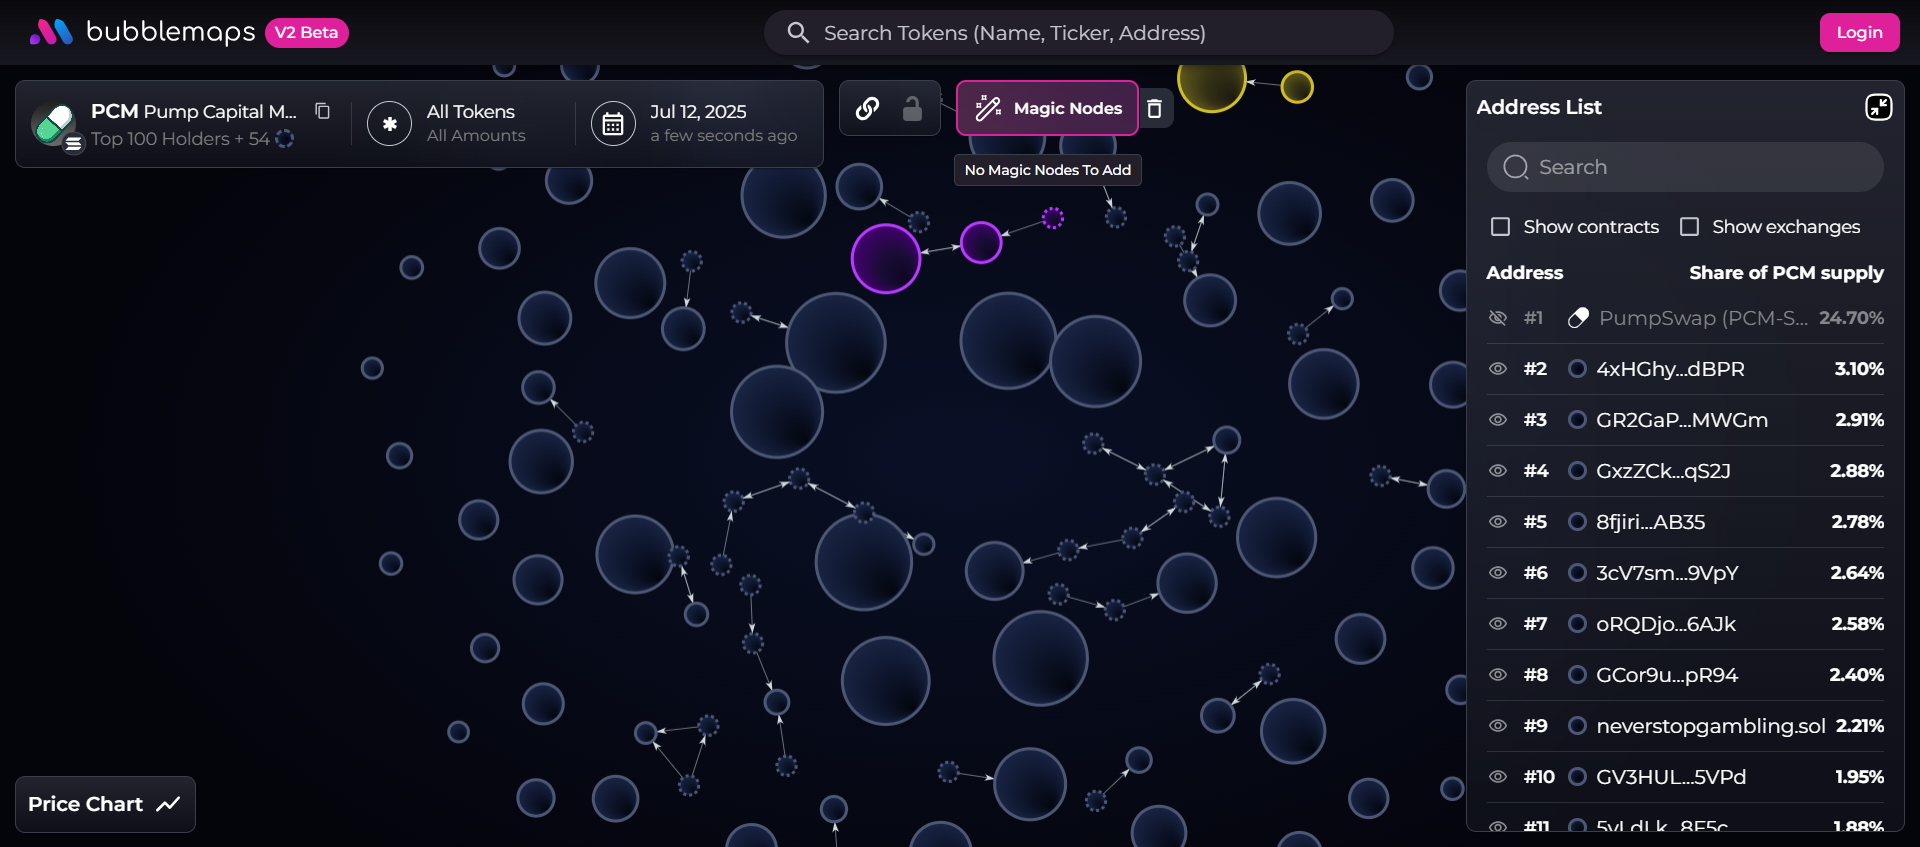 bubblemaps V2 Beta
Search Tokens (Name, Ticker, Address)
Login
PCM Pump Capital M...
Top 100 Holders + 54
All Tokens
All Amounts
Jul 12, 2025
a few seconds ago
Magic Nodes
No Magic Nodes To Add
Address List
Search
Show contracts
Show exchanges
Address Share of PCM supply
#1 PumpSwap (PCM-S... 24.70%
#2 4xHGhy...dBPR 3.10%
#3 GR2GaP...MWGm 2.91%
#4 GxzZCk...qS2J 2.88%
#5 8fjiri...AB35 2.78%
#6 3cV7sm...9VpY 2.64%
#7 oRQDjo...6AJk 2.58%
#8 GCor9u...pR94 2.40%
#9 neverstopgambling.sol 2.21%
#10 GV3HUL...5VPd 1.95%
#11 1.88%
Price Chart